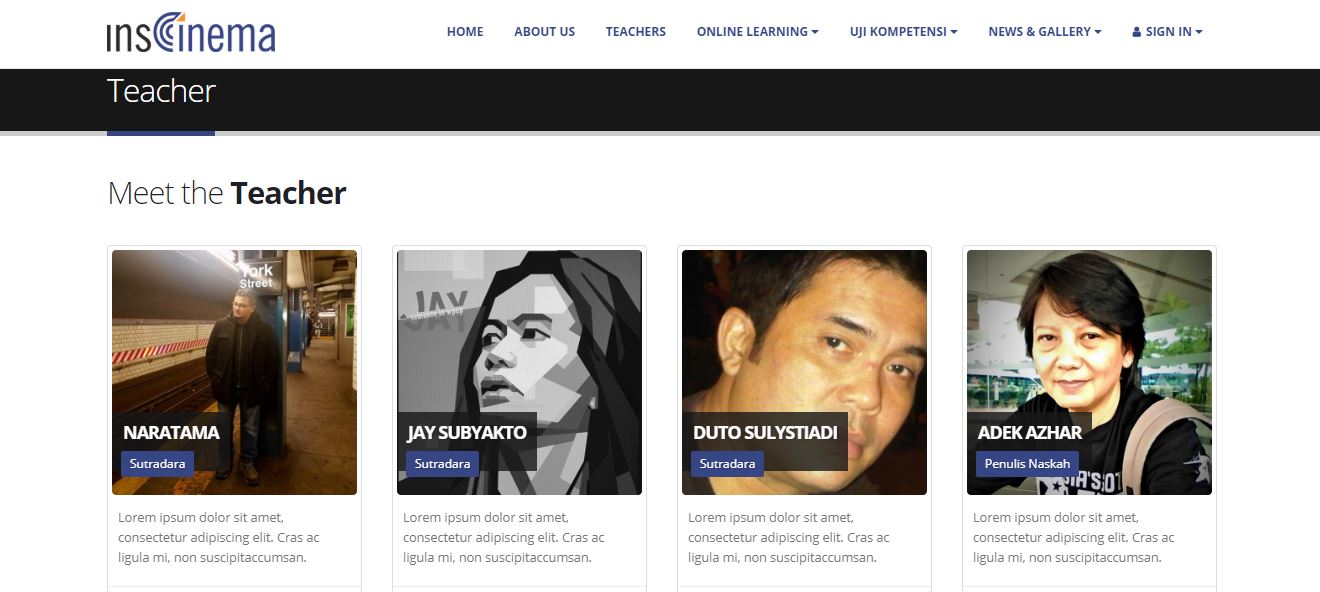 insCinema
HOME ABOUT US TEACHERS ONLINE LEARNING UJI KOMPETENSI NEWS & GALLERY SIGN IN
Teacher
Meet the Teacher
York
Street
JAY
subyakto in wpap
NARATAMA
Sutradara
JAY SUBYAKTO
Sutradara
DUTO SULYSTIADI
Sutradara
ADEK AZHAR
Penulis Naskah
Lorem ipsum dolor sit amet,
consectetur adipiscing elit. Cras ac
ligula mi, non suscipitaccumsan.
Lorem ipsum dolor sit amet,
consectetur adipiscing elit. Cras ac
ligula mi, non suscipitaccumsan.
Lorem ipsum dolor sit amet,
consectetur adipiscing elit. Cras ac
ligula mi, non suscipitaccumsan.
Lorem ipsum dolor sit amet,
consectetur adipiscing elit. Cras ac
ligula mi, non suscipitaccumsan.